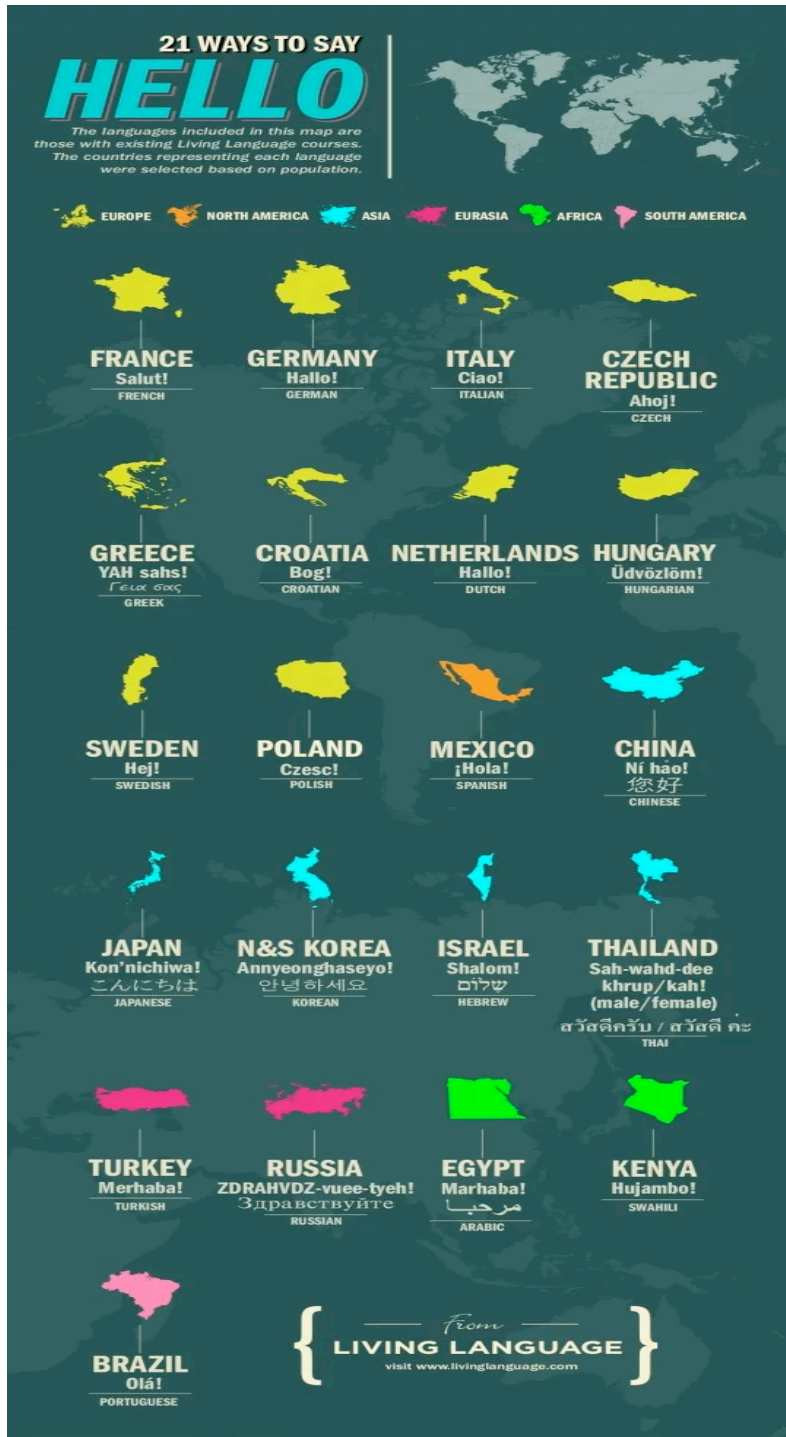 21 WAYS TO SAY
HELLO
The languages included in this map are
those with existing Living Language courses.
The countries representing each language
were selected based on population.
EUROPE NORTH AMERICA ASIA EURASIA AFRICA SOUTH AMERICA
FRANCE
Salut!
FRENCH
GERMANY
Hallo!
GERMAN
ITALY
Ciao!
ITALIAN
CZECH
REPUBLIC
Ahoj!
CZECH
GREECE
YAH sahs!
Γεια σας
GREEK
CROATIA
Bog!
CROATIAN
NETHERLANDS
Hallo!
DUTCH
HUNGARY
Üdvözlöm!
HUNGARIAN
SWEDEN
Hej!
SWEDISH
POLAND
Czesc!
POLISH
MEXICO
¡Hola!
SPANISH
CHINA
Ní hảo!
您好
CHINESE
JAPAN
Kon'nichiwa!
こんにちは
JAPANESE
N&S KOREA
Annyeonghaseyo!
안녕하세요
KOREAN
ISRAEL
Shalom!
שָׁלוֹם
HEBREW
THAILAND
Sah-wahd-dee
khrup/kah!
(male/female)
สวัสดีครับ / สวัสดี ค่ะ
THAI
TURKEY
Merhaba!
TURKISH
RUSSIA
ZDRAHVDZ-vuee-tyeh!
Здравствуйте
RUSSIAN
EGYPT
Marhaba!
مرحبـا
ARABIC
KENYA
Hujambo!
SWAHILI
BRAZIL
Olá!
PORTUGUESE
From
LIVING LANGUAGE
visit www.livinglanguage.com